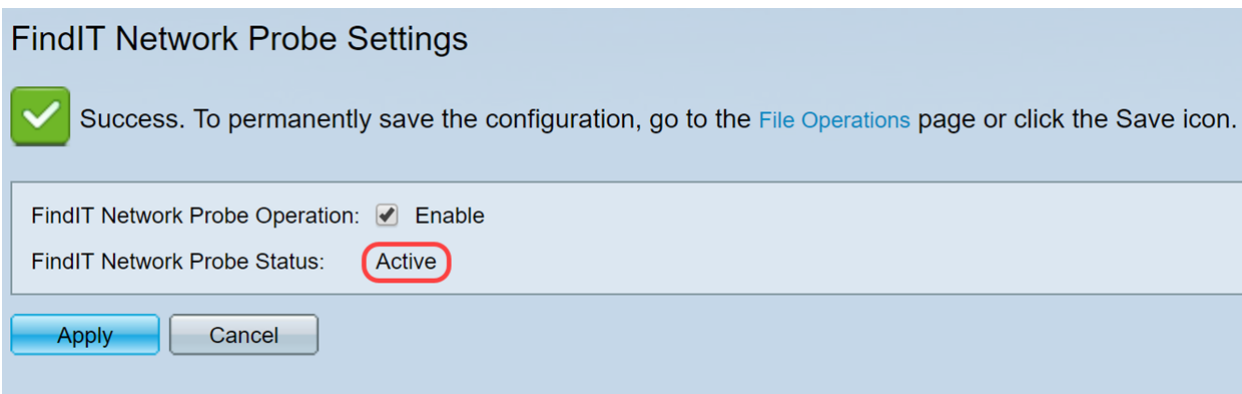 FindIT Network Probe Settings
Success. To permanently save the configuration, go to the File Operations page or click the Save icon.
FindIT Network Probe Operation: Enable
FindIT Network Probe Status: Active
Apply Cancel